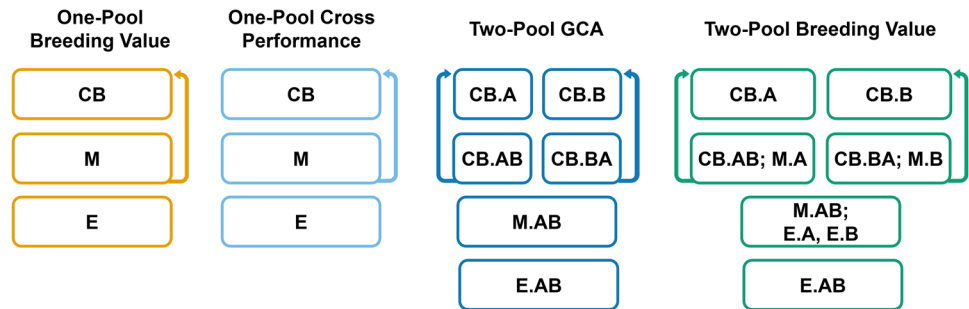 One-Pool
Breeding Value
CB
M
E
One-Pool Cross
Performance
CB
M
E
Two-Pool GCA
CB.A
CB.B
CB.AB
CB.BA
M.AB
E.AB
Two-Pool Breeding Value
CB.A
CB.B
CB.AB; M.A
CB.BA; M.B
M.AB;
E.A, E.B
E.AB